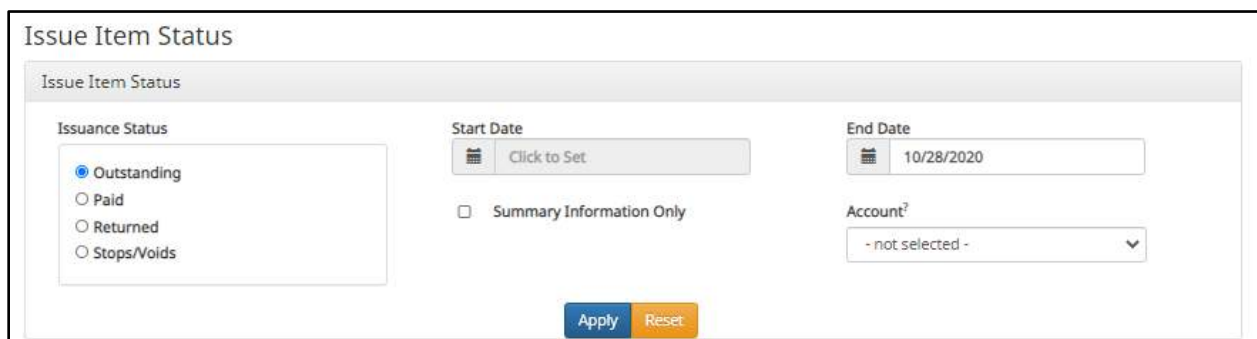 Issue Item Status
Issue Item Status
Issuance Status
Outstanding
Paid
Returned
Stops/Voids
Start Date
Click to Set
Summary Information Only
End Date
10/28/2020
Account?
- not selected -
Apply
Reset